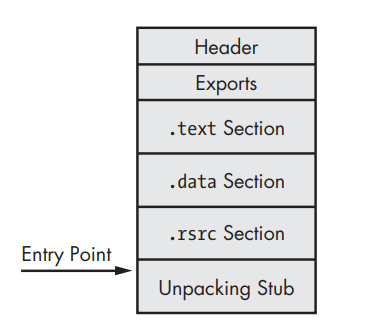 Header
Exports
.text Section
.data Section
.rsrc Section
Entry Point
Unpacking Stub